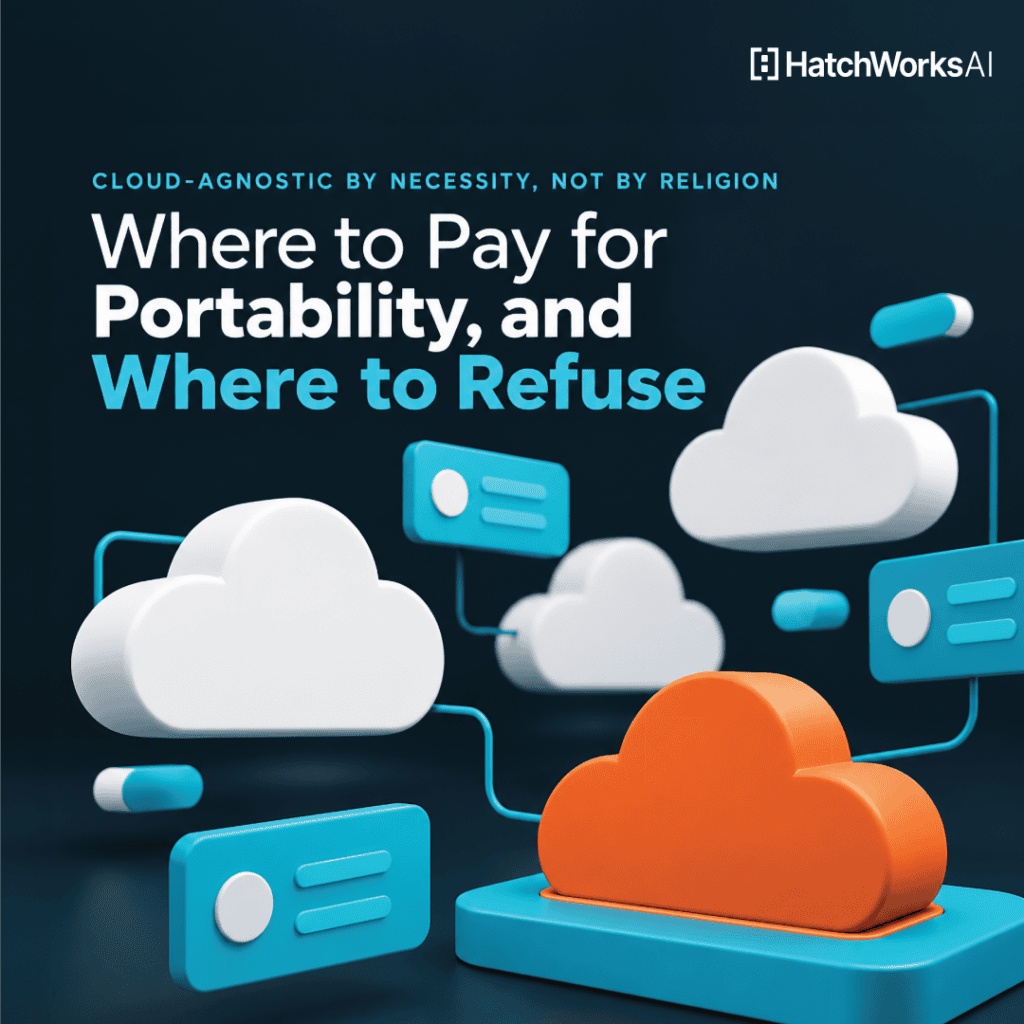 HatchWorksAI
CLOUD-AGNOSTIC BY NECESSITY, NOT BY RELIGION
Where to Pay for
Portability, and
Where to Refuse